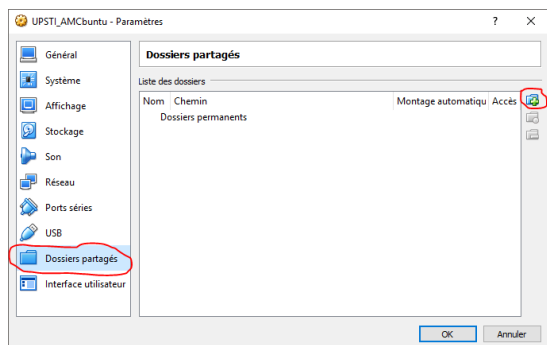 UPSTI_AMCbuntu - Paramètres
Général
Système
Affichage
Stockage
Son
Réseau
Ports séries
USB
Dossiers partagés
Interface utilisateur
Dossiers partagés
Liste des dossiers
Nom Chemin Montage automatiqu Accès
Dossiers permanents
OK Annuler